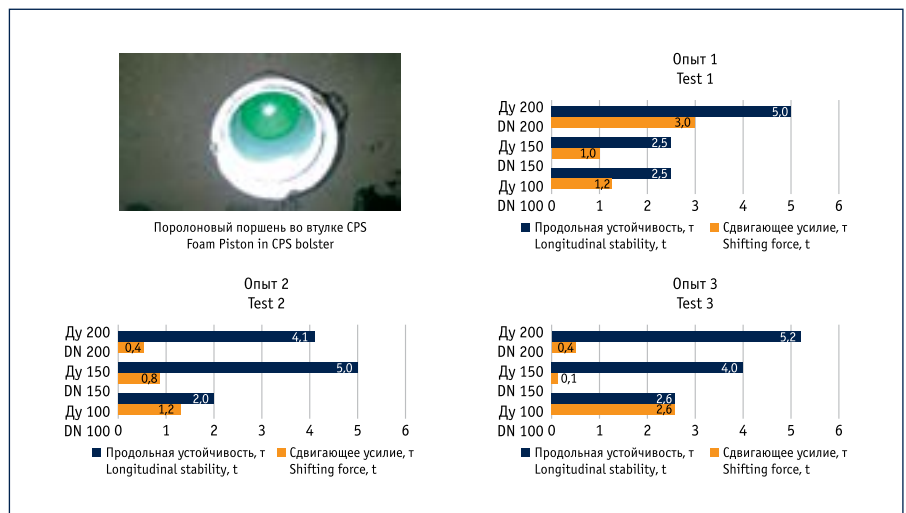 Поролоновый поршень во втулке CPS
Foam Piston in CPS bolster
Опыт 1
Test 1
Ду 200
DN 200
Ду 150
DN 150
Ду 100
DN 100
5,0
3,0
2,5
1,0
2,5
1,2
0 1 2 3 4 5 6
Продольная устойчивость, т Сдвигающее усилие, т
Longitudinal stability, t Shifting force, t
Опыт 2
Test 2
Ду 200
DN 200
Ду 150
DN 150
Ду 100
DN 100
4,1
0,4
5,0
0,8
2,0
1,2
0 1 2 3 4 5 6
Продольная устойчивость, т Сдвигающее усилие, т
Longitudinal stability, t Shifting force, t
Опыт 3
Test 3
Ду 200
DN 200
Ду 150
DN 150
Ду 100
DN 100
5,2
0,4
4,0
0,1
2,6
2,6
0 1 2 3 4 5 6
Продольная устойчивость, т Сдвигающее усилие, т
Longitudinal stability, t Shifting force, t